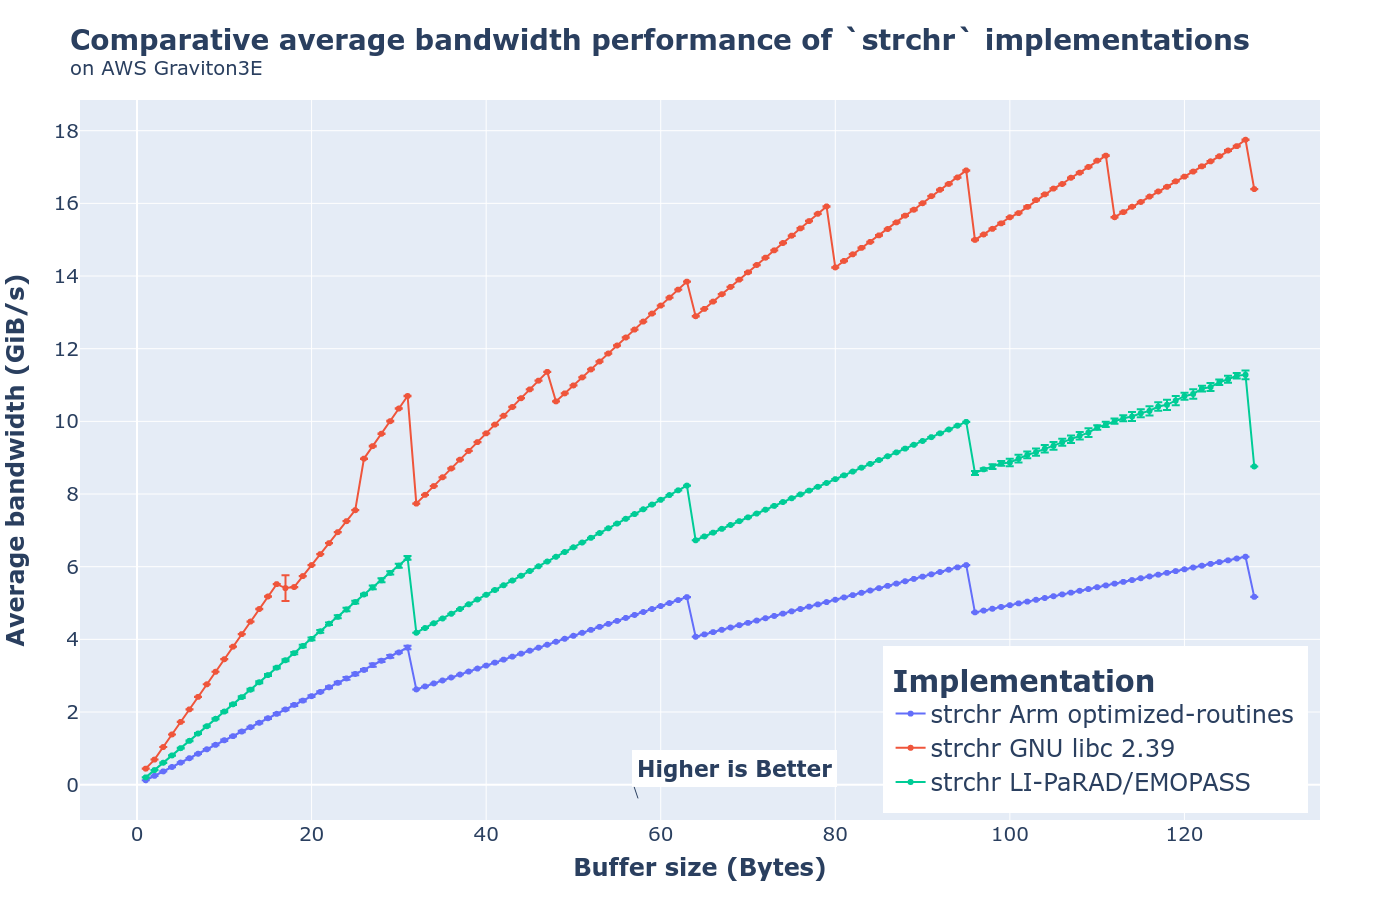 Comparative average bandwidth performance of `strchr` implementations
on AWS Graviton3E
Average bandwidth (GiB/s)
18
16
14
12
10
8
6
4
2
0
0
20
40
60
80
100
120
Buffer size (Bytes)
Higher is Better
Implementation
strchr Arm optimized-routines
strchr GNU libc 2.39
strchr LI-PaRAD/EMOPASS